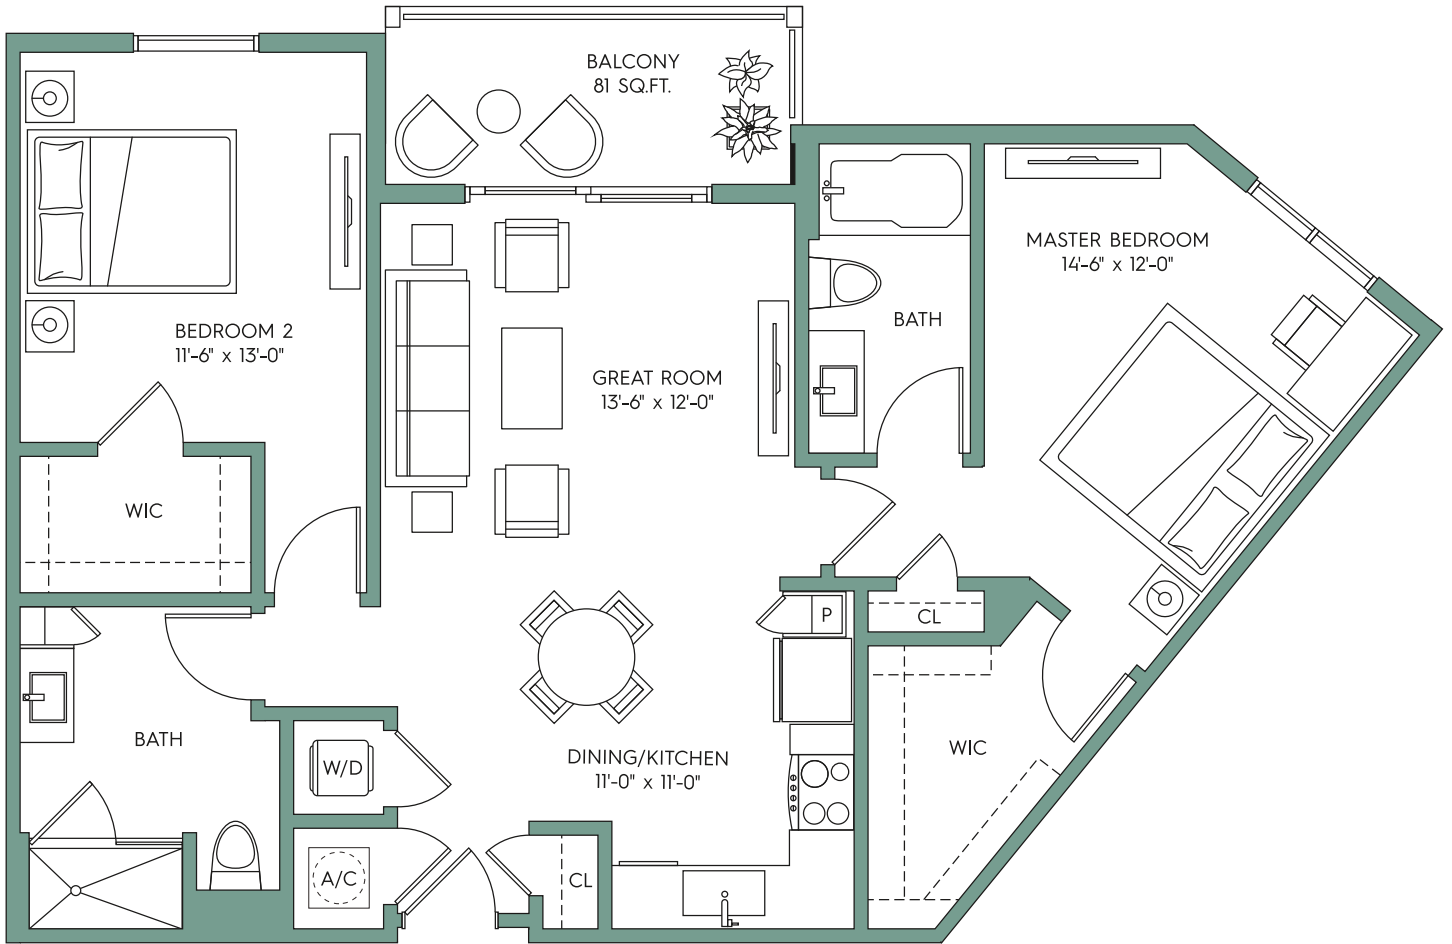 BALCONY
81 SQ.FT.
MASTER BEDROOM
14'-6" x 12'-0"
BATH
BEDROOM 2
11'-6" x 13'-0"
GREAT ROOM
13'-6" x 12'-0"
WIC
P
CL
BATH
WIC
DINING/KITCHEN
11'-0" x 11'-0"
W/D
A/C
CL